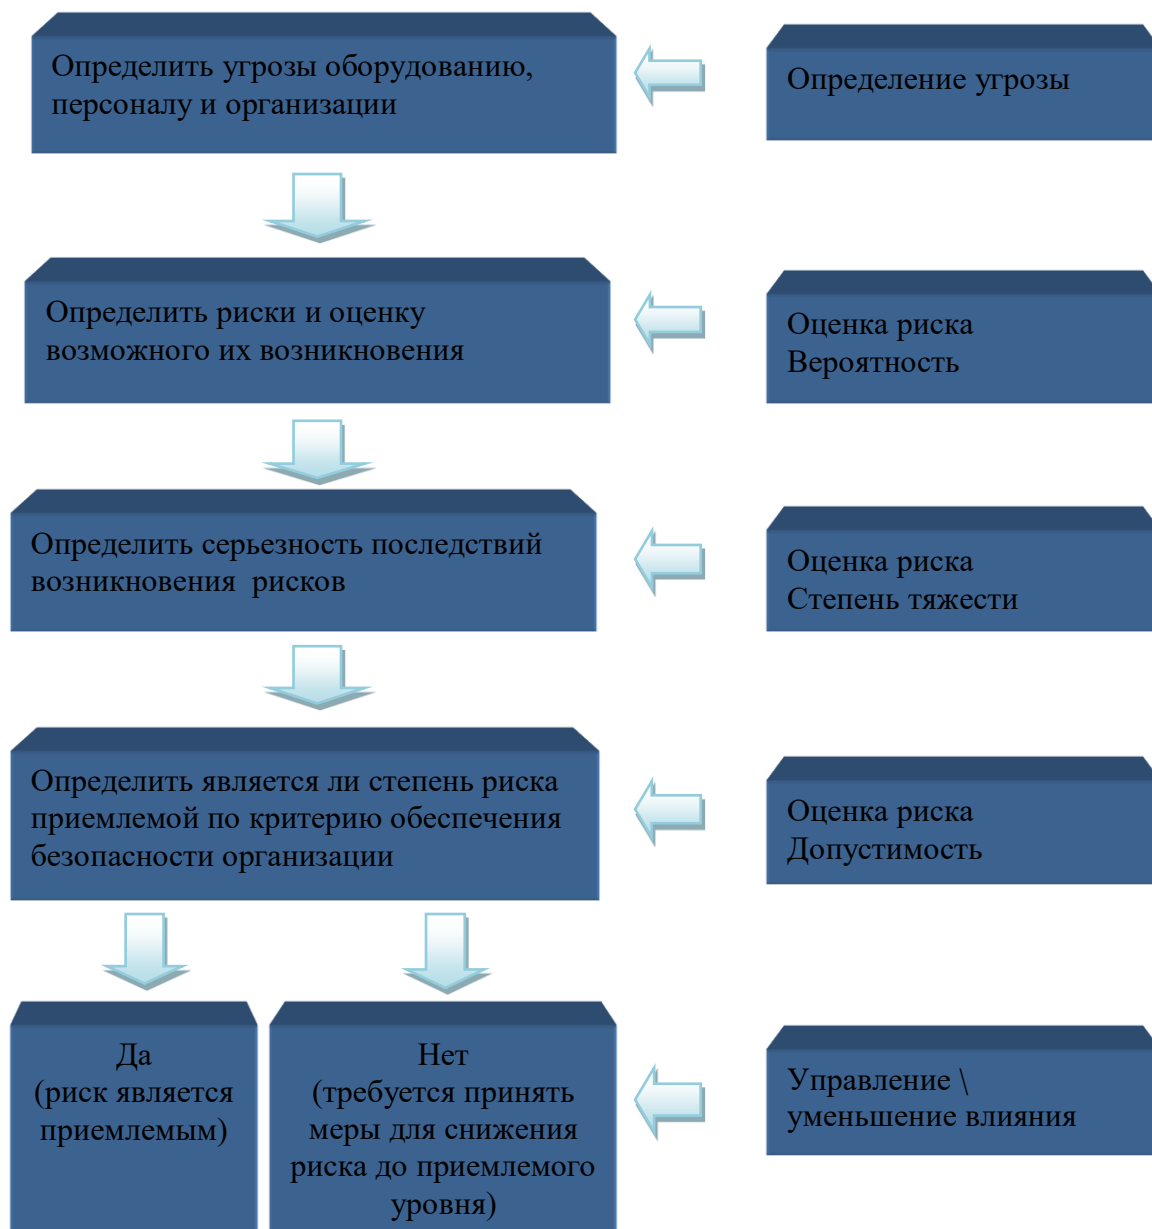 Определить угрозы оборудованию,
персоналу и организации
Определение угрозы
Определить риски и оценку
возможного их возникновения
Оценка риска
Вероятность
Определить серьезность последствий
возникновения  рисков
Оценка риска
Степень тяжести
Определить является ли степень риска
приемлемой по критерию обеспечения
безопасности организации
Оценка риска
Допустимость
Да
(риск является
приемлемым)
Нет
(требуется принять
меры для снижения
риска до приемлемого
уровня)
Управление \
уменьшение влияния